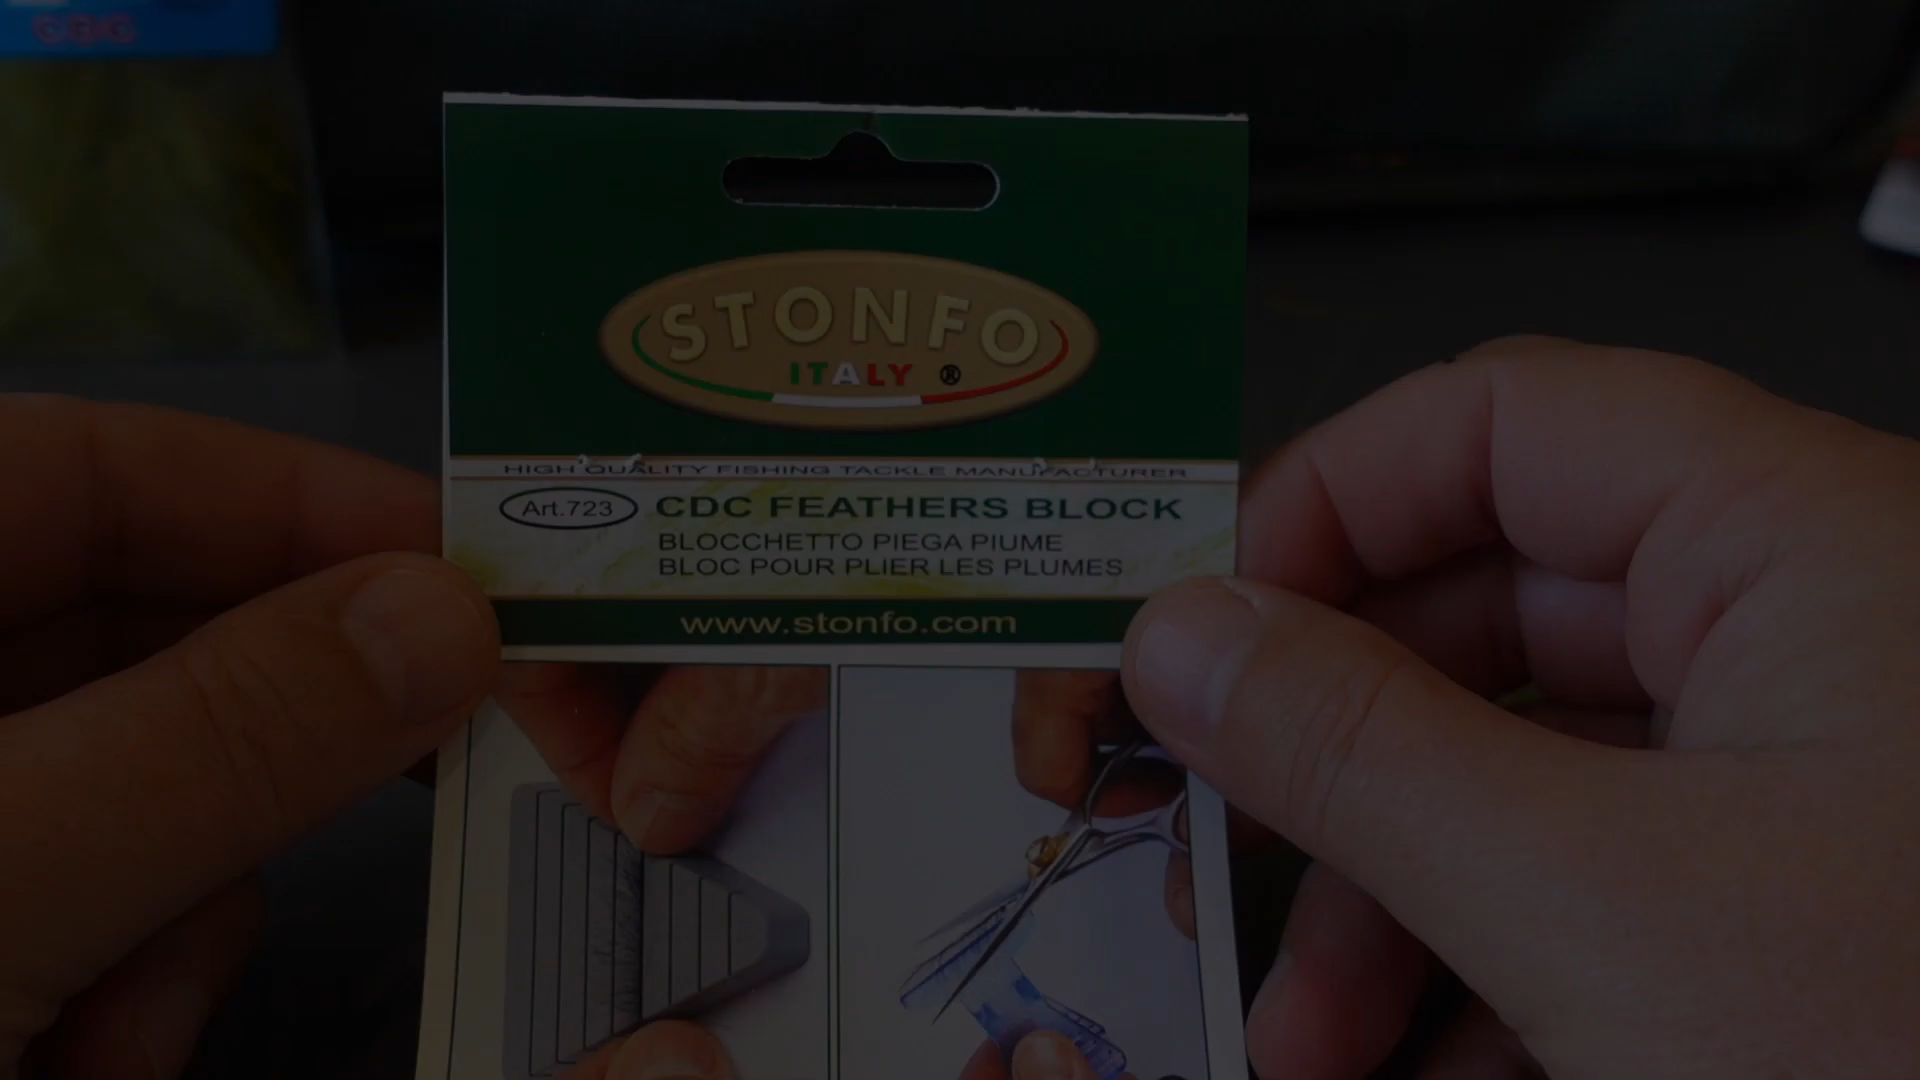 CDC
STONFO
ITALY ®
HIGH QUALITY FISHING TACKLE MANUFACTURER
Art.723 CDC FEATHERS BLOCK
BLOCCHETTO PIEGA PIUME
BLOC POUR PLIER LES PLUMES
www.stonfo.com